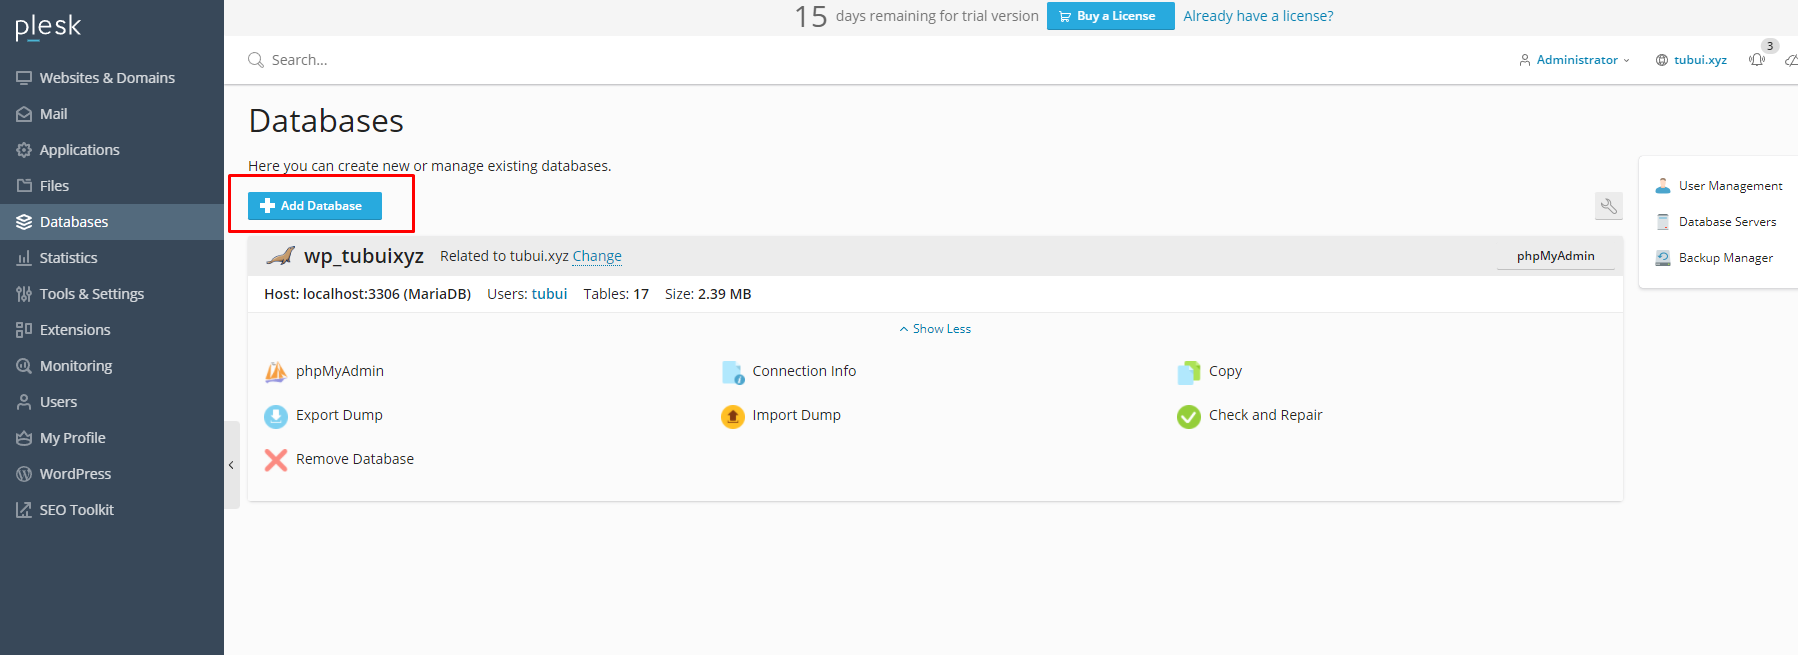 plesk
15 days remaining for trial version Buy a License Already have a license?
Search...
Administrator
tubui.xyz
3
Websites & Domains
Mail
Applications
Files
Databases
Statistics
Tools & Settings
Extensions
Monitoring
Users
My Profile
WordPress
SEO Toolkit
Databases
Here you can create new or manage existing databases.
Add Database
wp_tubuixyz Related to tubui.xyz Change phpMyAdmin
Host: localhost:3306 (MariaDB) Users: tubui Tables: 17 Size: 2.39 MB
Show Less
phpMyAdmin Connection Info Copy
Export Dump Import Dump Check and Repair
Remove Database
User Management
Database Servers
Backup Manager